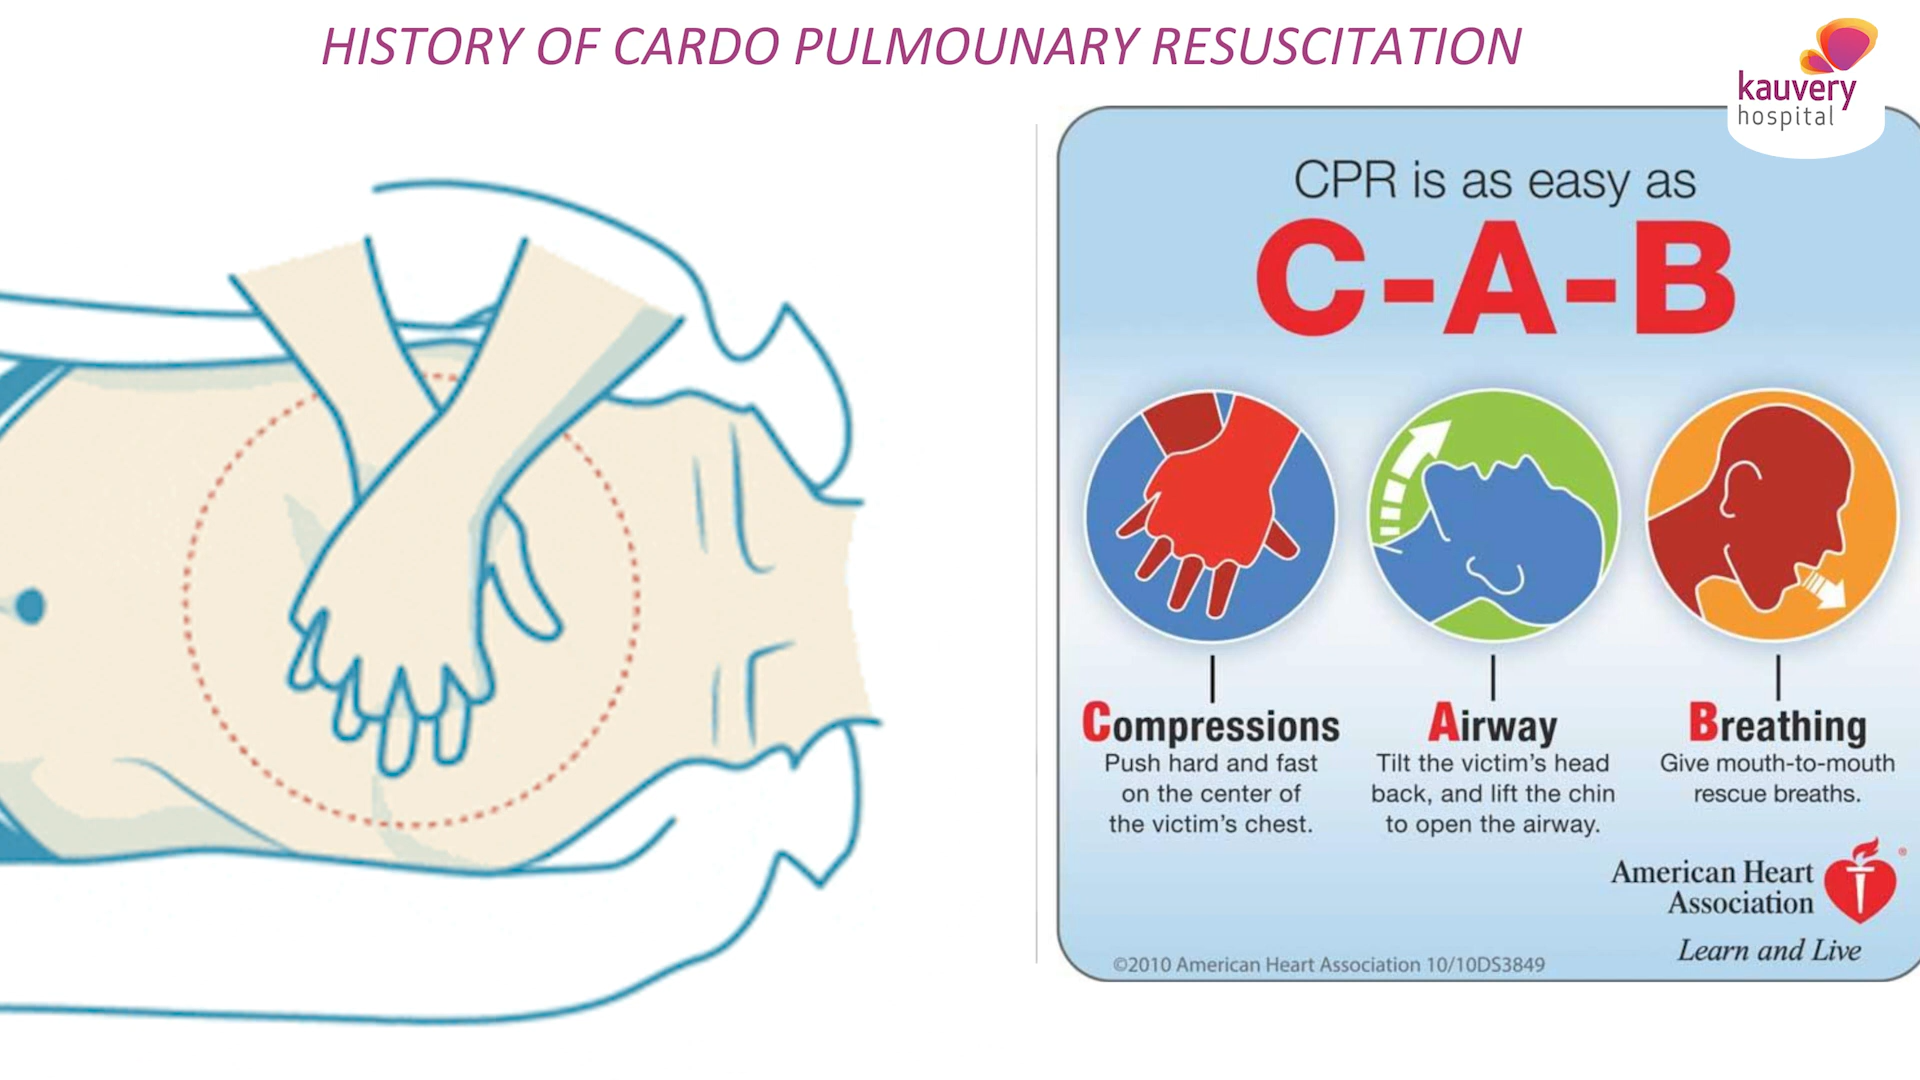 HISTORY OF CARDO PULMOUNARY RESUSCITATION
kauvery
hospital
CPR is as easy as
C-A-B
Compressions
Push hard and fast
on the center of
the victim's chest.
Airway
Tilt the victim's head
back, and lift the chin
to open the airway.
Breathing
Give mouth-to-mouth
rescue breaths.
American Heart
Association
®
Learn and Live
©2010 American Heart Association 10/10DS3849